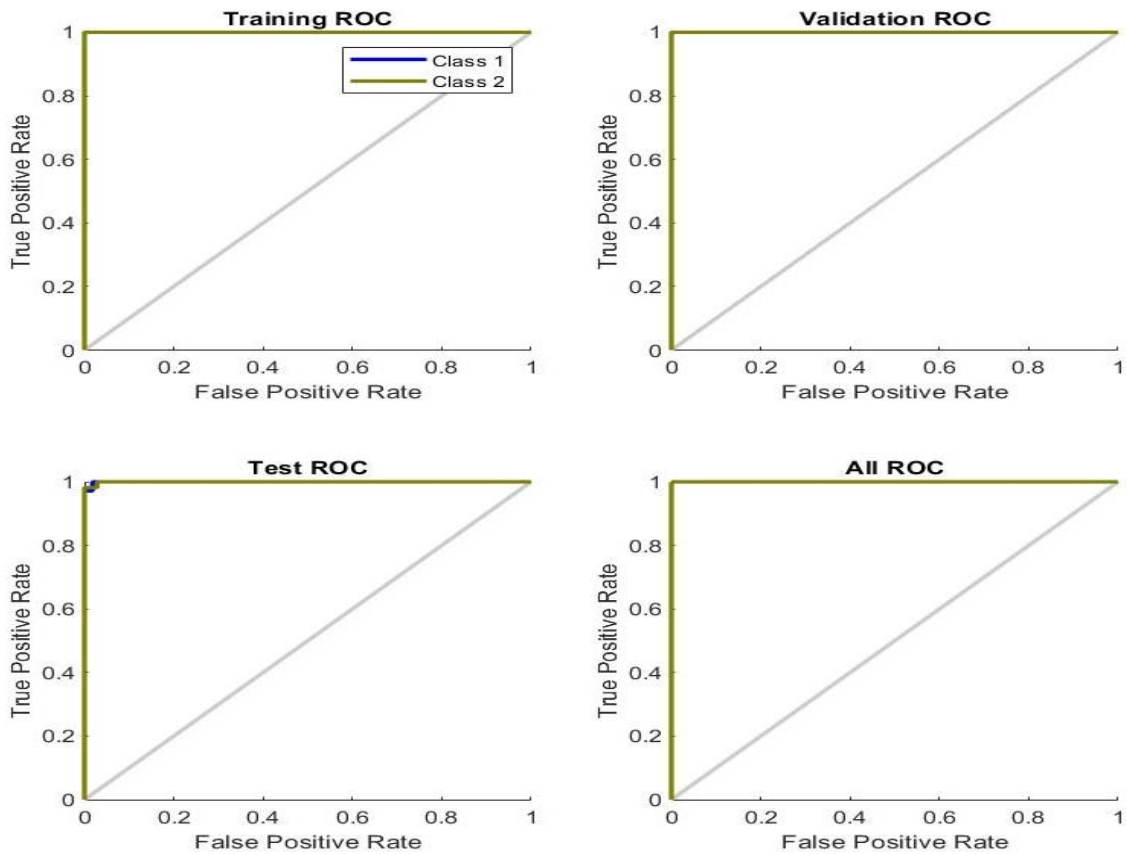 Training ROC
1
0.8
0.6
0.4
0.2
0
True Positive Rate
Class 1
Class 2
0 0.2 0.4 0.6 0.8 1
False Positive Rate
Validation ROC
1
0.8
0.6
0.4
0.2
0
True Positive Rate
0 0.2 0.4 0.6 0.8 1
False Positive Rate
Test ROC
1
0.8
0.6
0.4
0.2
0
True Positive Rate
0 0.2 0.4 0.6 0.8 1
False Positive Rate
All ROC
1
0.8
0.6
0.4
0.2
0
True Positive Rate
0 0.2 0.4 0.6 0.8 1
False Positive Rate